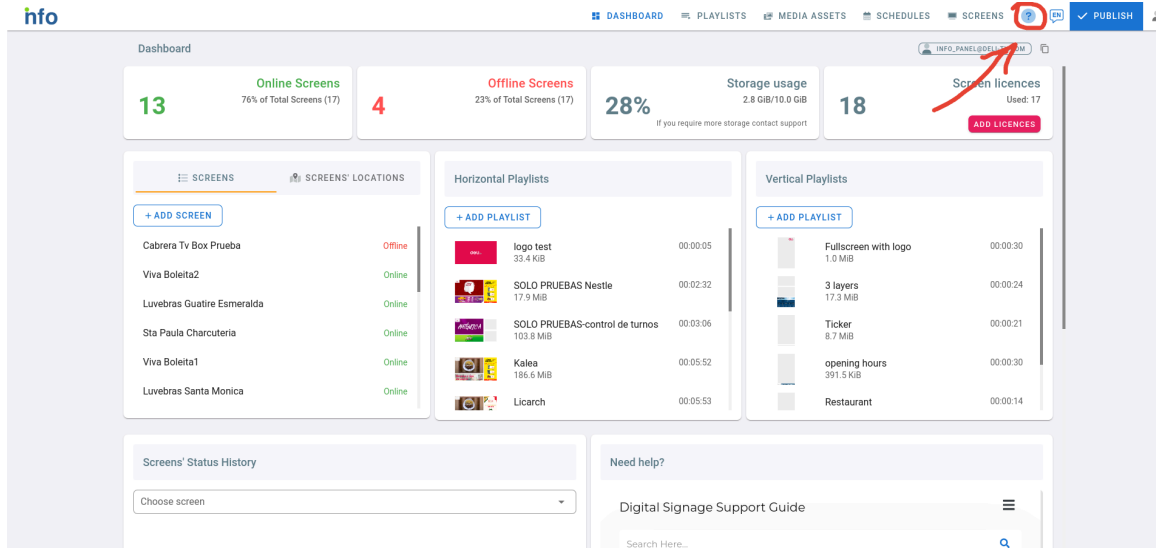 info
DASHBOARD PLAYLISTS MEDIA ASSETS SCHEDULES SCREENS ? EN PUBLISH
Dashboard
13
Online Screens
76% of Total Screens (17)
4
Offline Screens
23% of Total Screens (17)
28%
Storage usage
2.8 GiB/10.0 GiB
If you require more storage contact support
18
Screen licences
Used: 17
ADD LICENCES
SCREENS SCREENS' LOCATIONS
+ ADD SCREEN
Cabrera Tv Box Prueba Offline
Viva Boleita2 Online
Luvebras Guatire Esmeralda Online
Sta Paula Charcuteria Online
Viva Boleita1 Online
Luvebras Santa Monica Online
Horizontal Playlists
+ ADD PLAYLIST
logo test 00:00:05
33.4 KiB
SOLO PRUEBAS Nestle 00:02:32
17.9 MiB
SOLO PRUEBAS-control de turnos 00:03:06
103.8 MiB
Kalea 00:05:52
186.6 MiB
Licarch 00:05:53
Vertical Playlists
+ ADD PLAYLIST
Fullscreen with logo 00:00:30
1.0 MiB
3 layers 00:00:24
17.3 MiB
Ticker 00:00:21
8.7 MiB
opening hours 00:00:30
391.5 KiB
Restaurant 00:00:14
Screens' Status History
Choose screen
Need help?
Digital Signage Support Guide
Search Here...